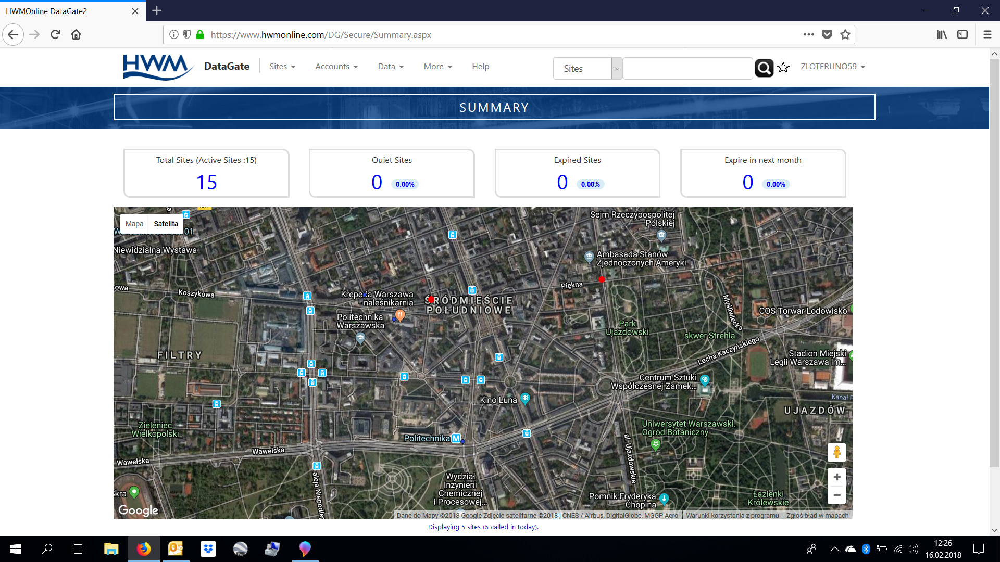 HWMOnline DataGate2
https://www.hwmonline.com/DG/Secure/Summary.aspx
HWM
DataGate
Sites
Accounts
Data
More
Help
Sites
ZLOTERUNO59
SUMMARY
Total Sites (Active Sites :15)
15
Quiet Sites
0 0.00%
Expired Sites
0 0.00%
Expire in next month
0 0.00%
Mapa
Satelita
Sejm Rzeczypospolitej
Polskiej
Niewidzialna Wystawa
Ambasada Stanów
Zjednoczonych Ameryki
Koszykowa
Piękna
Warszawa
- naleśnikarnia
ŚRÓDMIEŚCIE
POŁUDNIOWE
Myśliwiecka
COS Torwar Lodowisko
Politechnika
Warszawska
Park
Ujazdowski
skwer Strehla
Lecha Kaczyńskiego
FILTRY
Stadion Miejski
Legii Warszawa im...
Centrum Sztuki
Współczesnej Zamek...
Kino Luna
UJAZDÓW
Zieleniec
Wielkopolski
Uniwersytet Warszawski.
Ogród Botaniczny
Politechnika M
Wawelska
Wawelska
al. Ujazdowskie
Wydział
Inżynierii
Chemicznej
i Procesowej...
Pomnik Fryderyka
Chopina
Łazienki
Królewskie
Google
Dane do Mapy ©2018 Google Zdjęcie satelitarne ©2018 , CNES / Airbus, DigitalGlobe, MGGP Aero
Warunki korzystania z programu
Zgłoś błąd w mapach
Displaying 5 sites (5 called in today).
12:26
16.02.2018